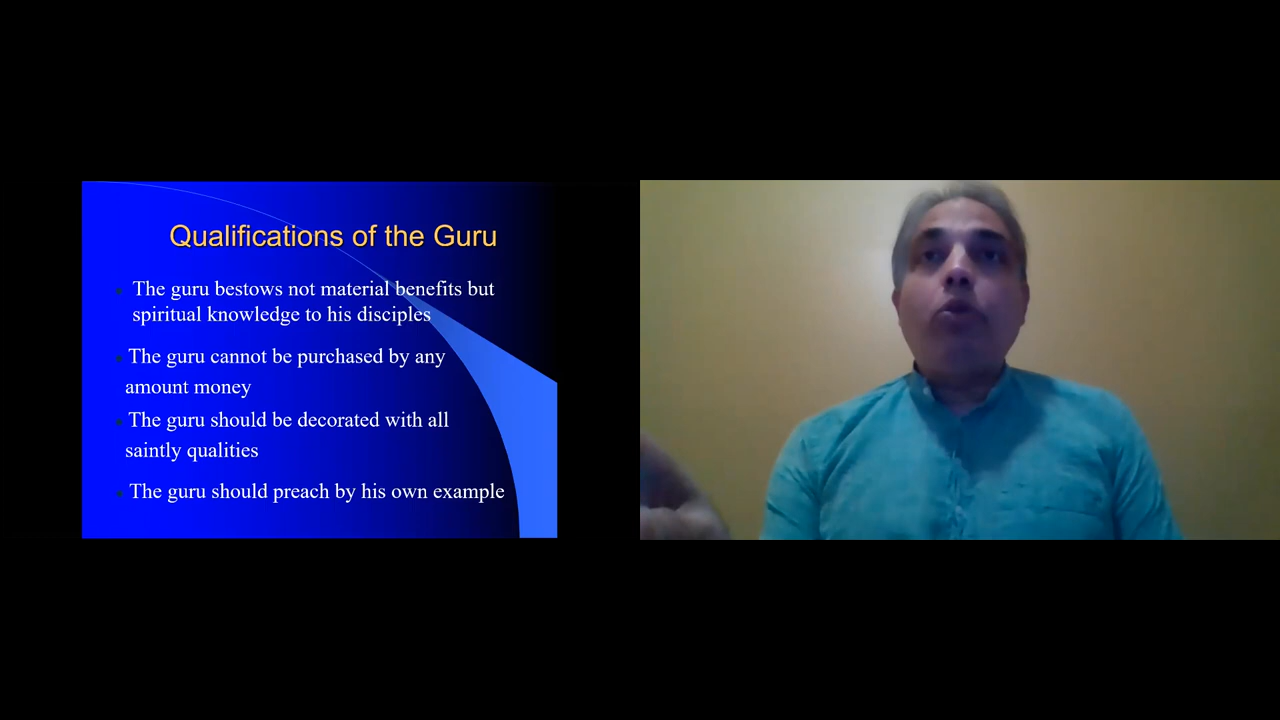 Qualifications of the Guru
The guru bestows not material benefits but
spiritual knowledge to his disciples
The guru cannot be purchased by any
amount money
The guru should be decorated with all
saintly qualities
The guru should preach by his own example